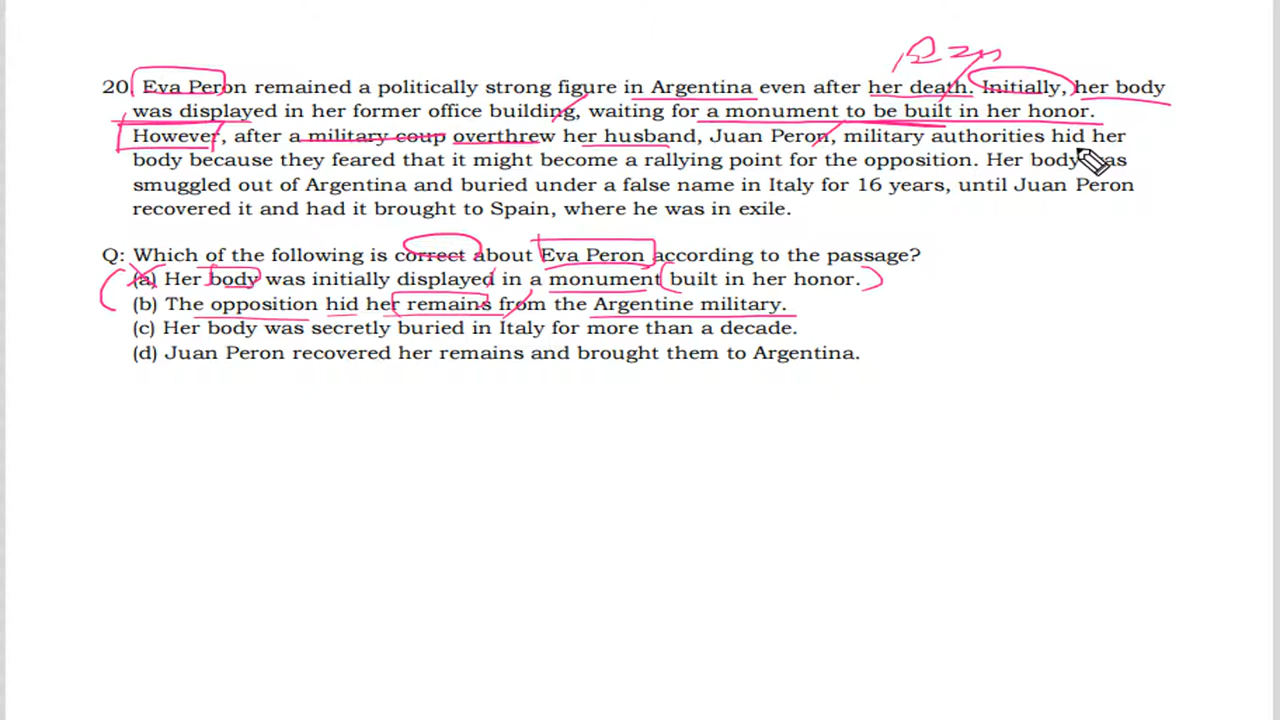 20. Eva Peron remained a politically strong figure in Argentina even after her death. Initially, her body
was displayed in her former office building, waiting for a monument to be built in her honor.
However, after a military coup overthrew her husband, Juan Peron, military authorities hid her
body because they feared that it might become a rallying point for the opposition. Her body was
smuggled out of Argentina and buried under a false name in Italy for 16 years, until Juan Peron
recovered it and had it brought to Spain, where he was in exile.
Q: Which of the following is correct about Eva Peron according to the passage?
(a) Her body was initially displayed in a monument built in her honor.
(b) The opposition hid her remains from the Argentine military.
(c) Her body was secretly buried in Italy for more than a decade.
(d) Juan Peron recovered her remains and brought them to Argentina.